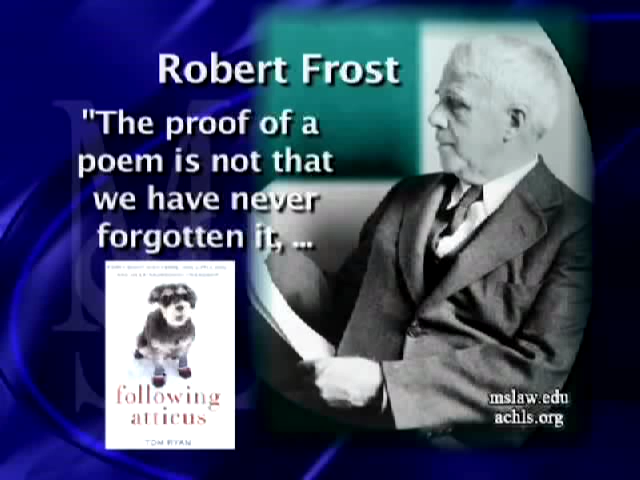 Robert Frost
"The proof of a
poem is not that
we have never
forgotten it, ...
following
atticus
TOM RYAN
mslaw.edu
achls.org